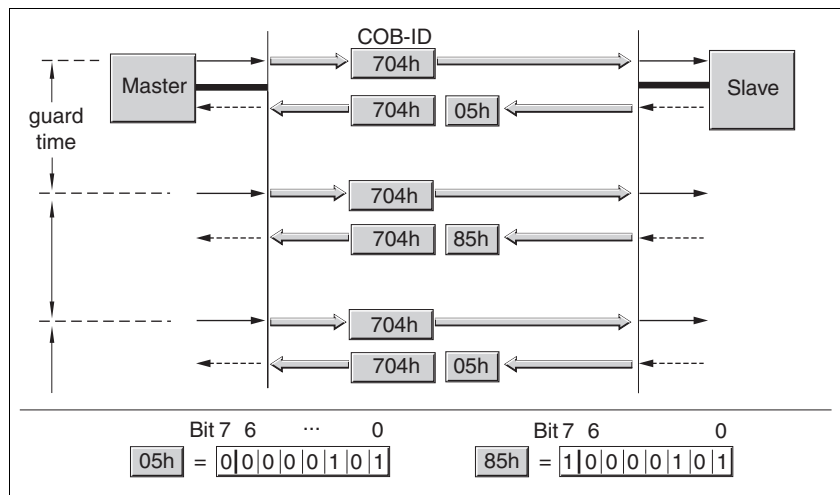 COB-ID
Master
704h
Slave
704h 05h
guard
time
704h
704h 85h
704h
704h 05h
Bit 7 6 ... 0
05h = 0 0 0 0 0 1 0 1
Bit 7 6 0
85h = 1 0 0 0 0 1 0 1